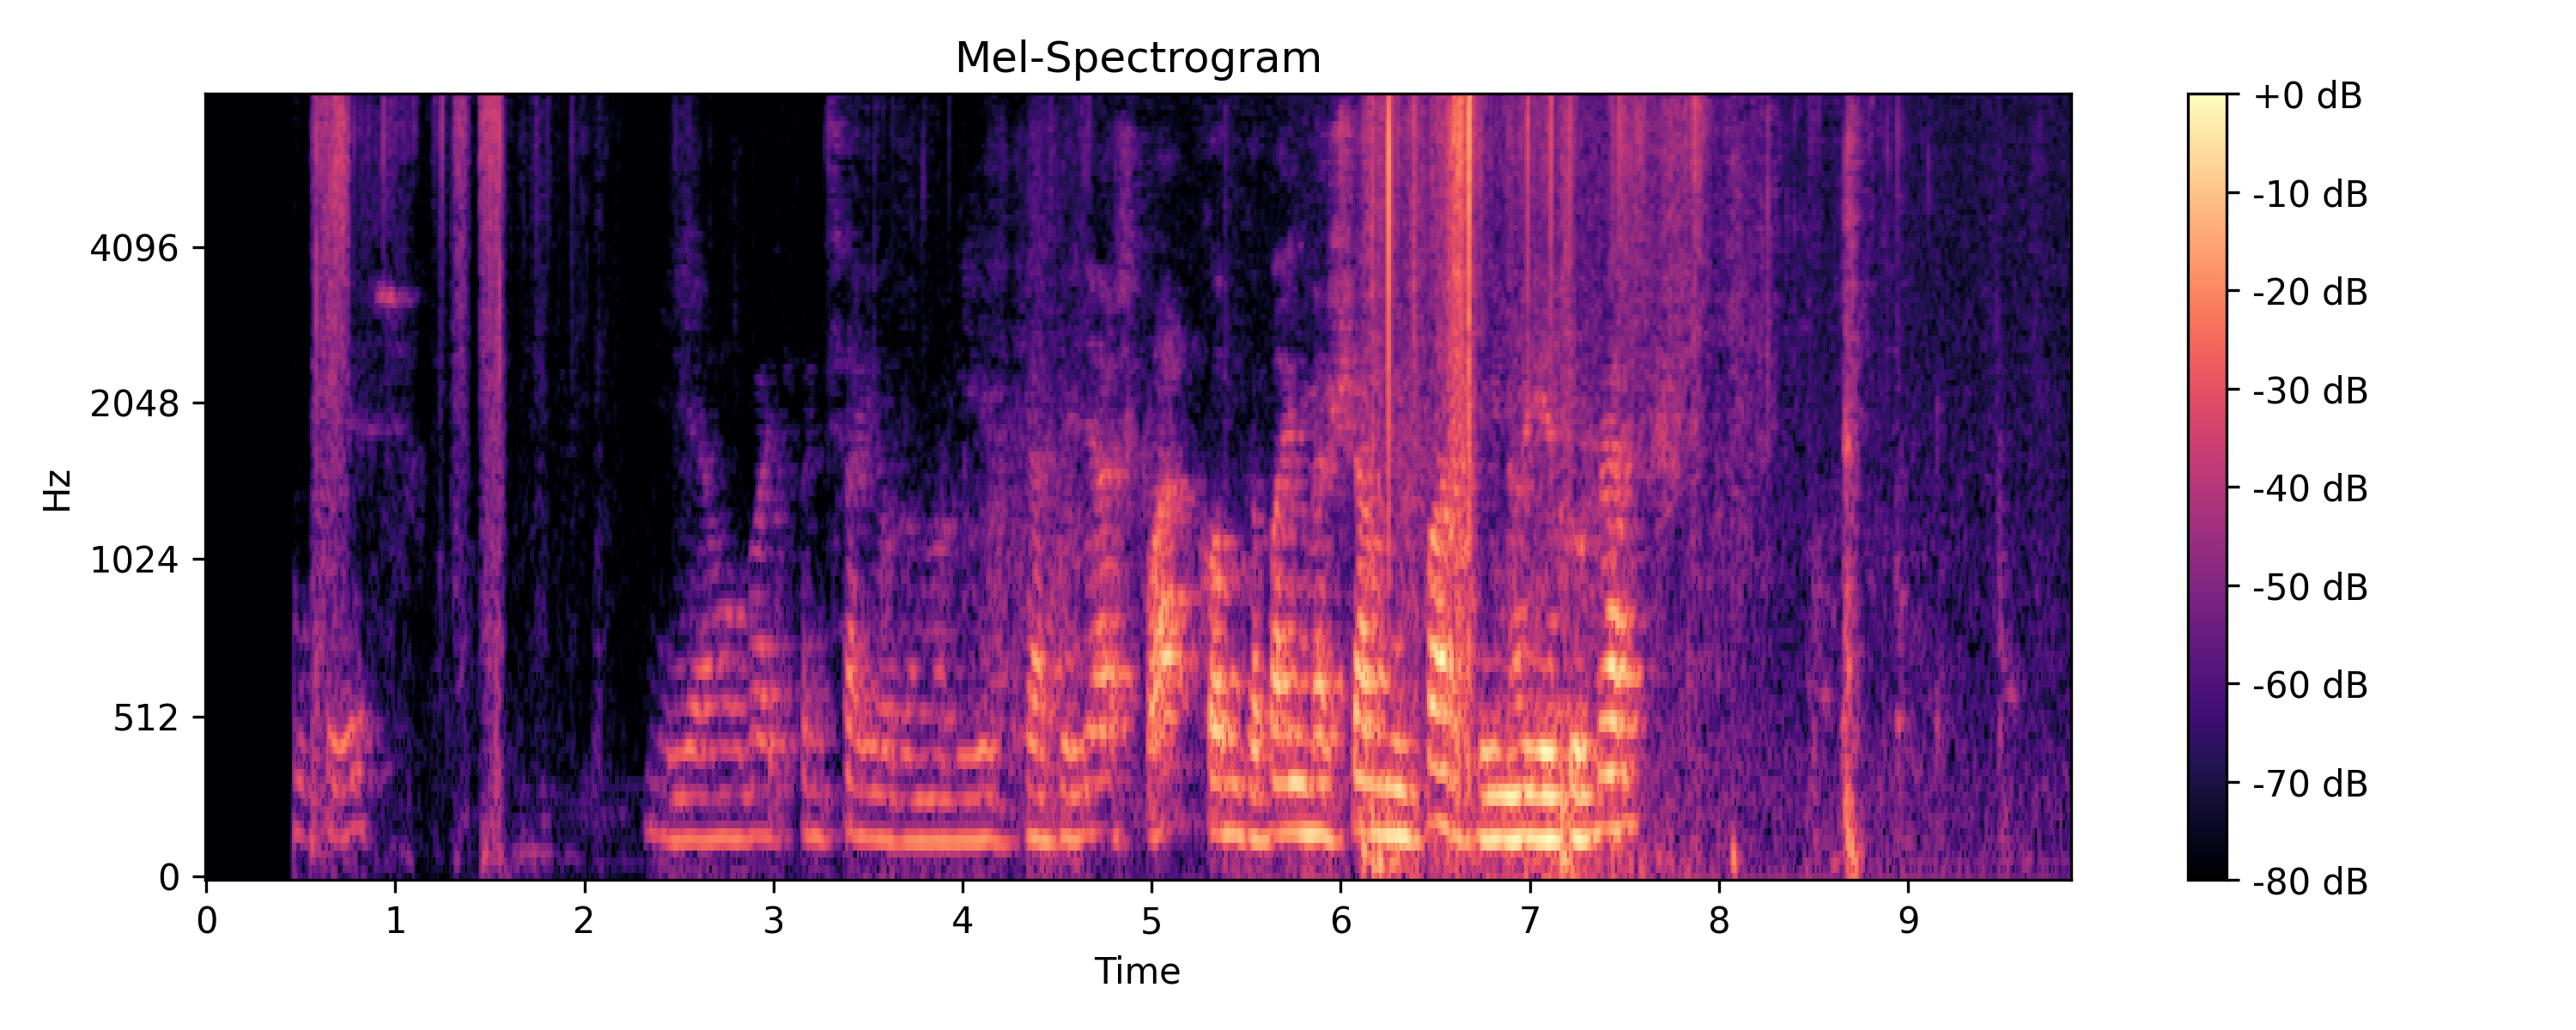 Mel-Spectrogram
+0 dB
-10 dB
-20 dB
-30 dB
-40 dB
-50 dB
-60 dB
-70 dB
-80 dB
Hz
4096
2048
1024
512
0
0 1 2 3 4 5 6 7 8 9
Time